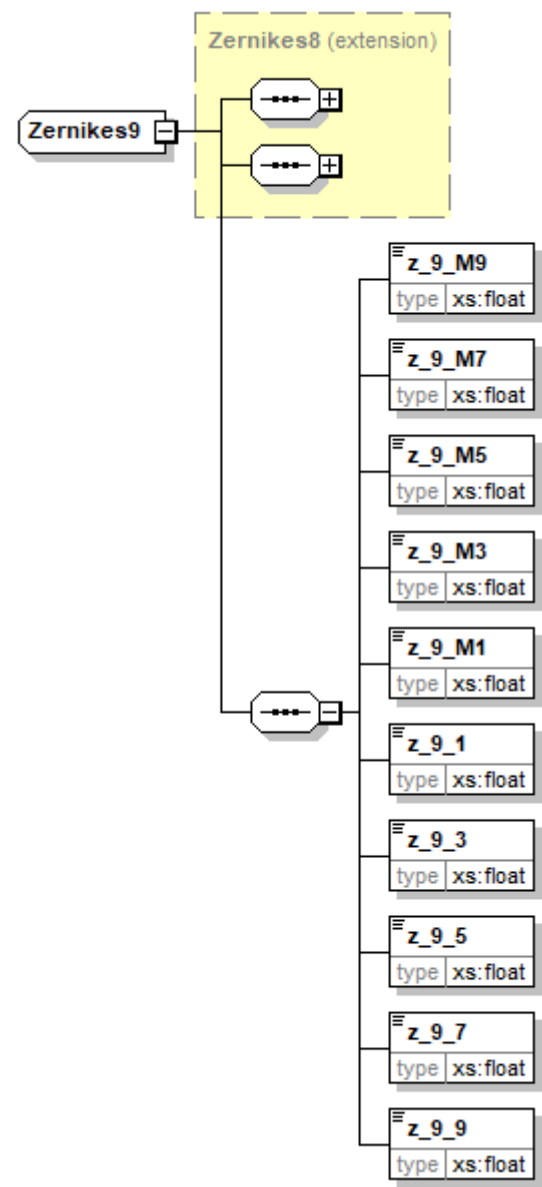 Zernikes8 (extension)
Zernikes9
z_9_M9
type xs:float
z_9_M7
type xs:float
z_9_M5
type xs:float
z_9_M3
type xs:float
z_9_M1
type xs:float
z_9_1
type xs:float
z_9_3
type xs:float
z_9_5
type xs:float
z_9_7
type xs:float
z_9_9
type xs:float